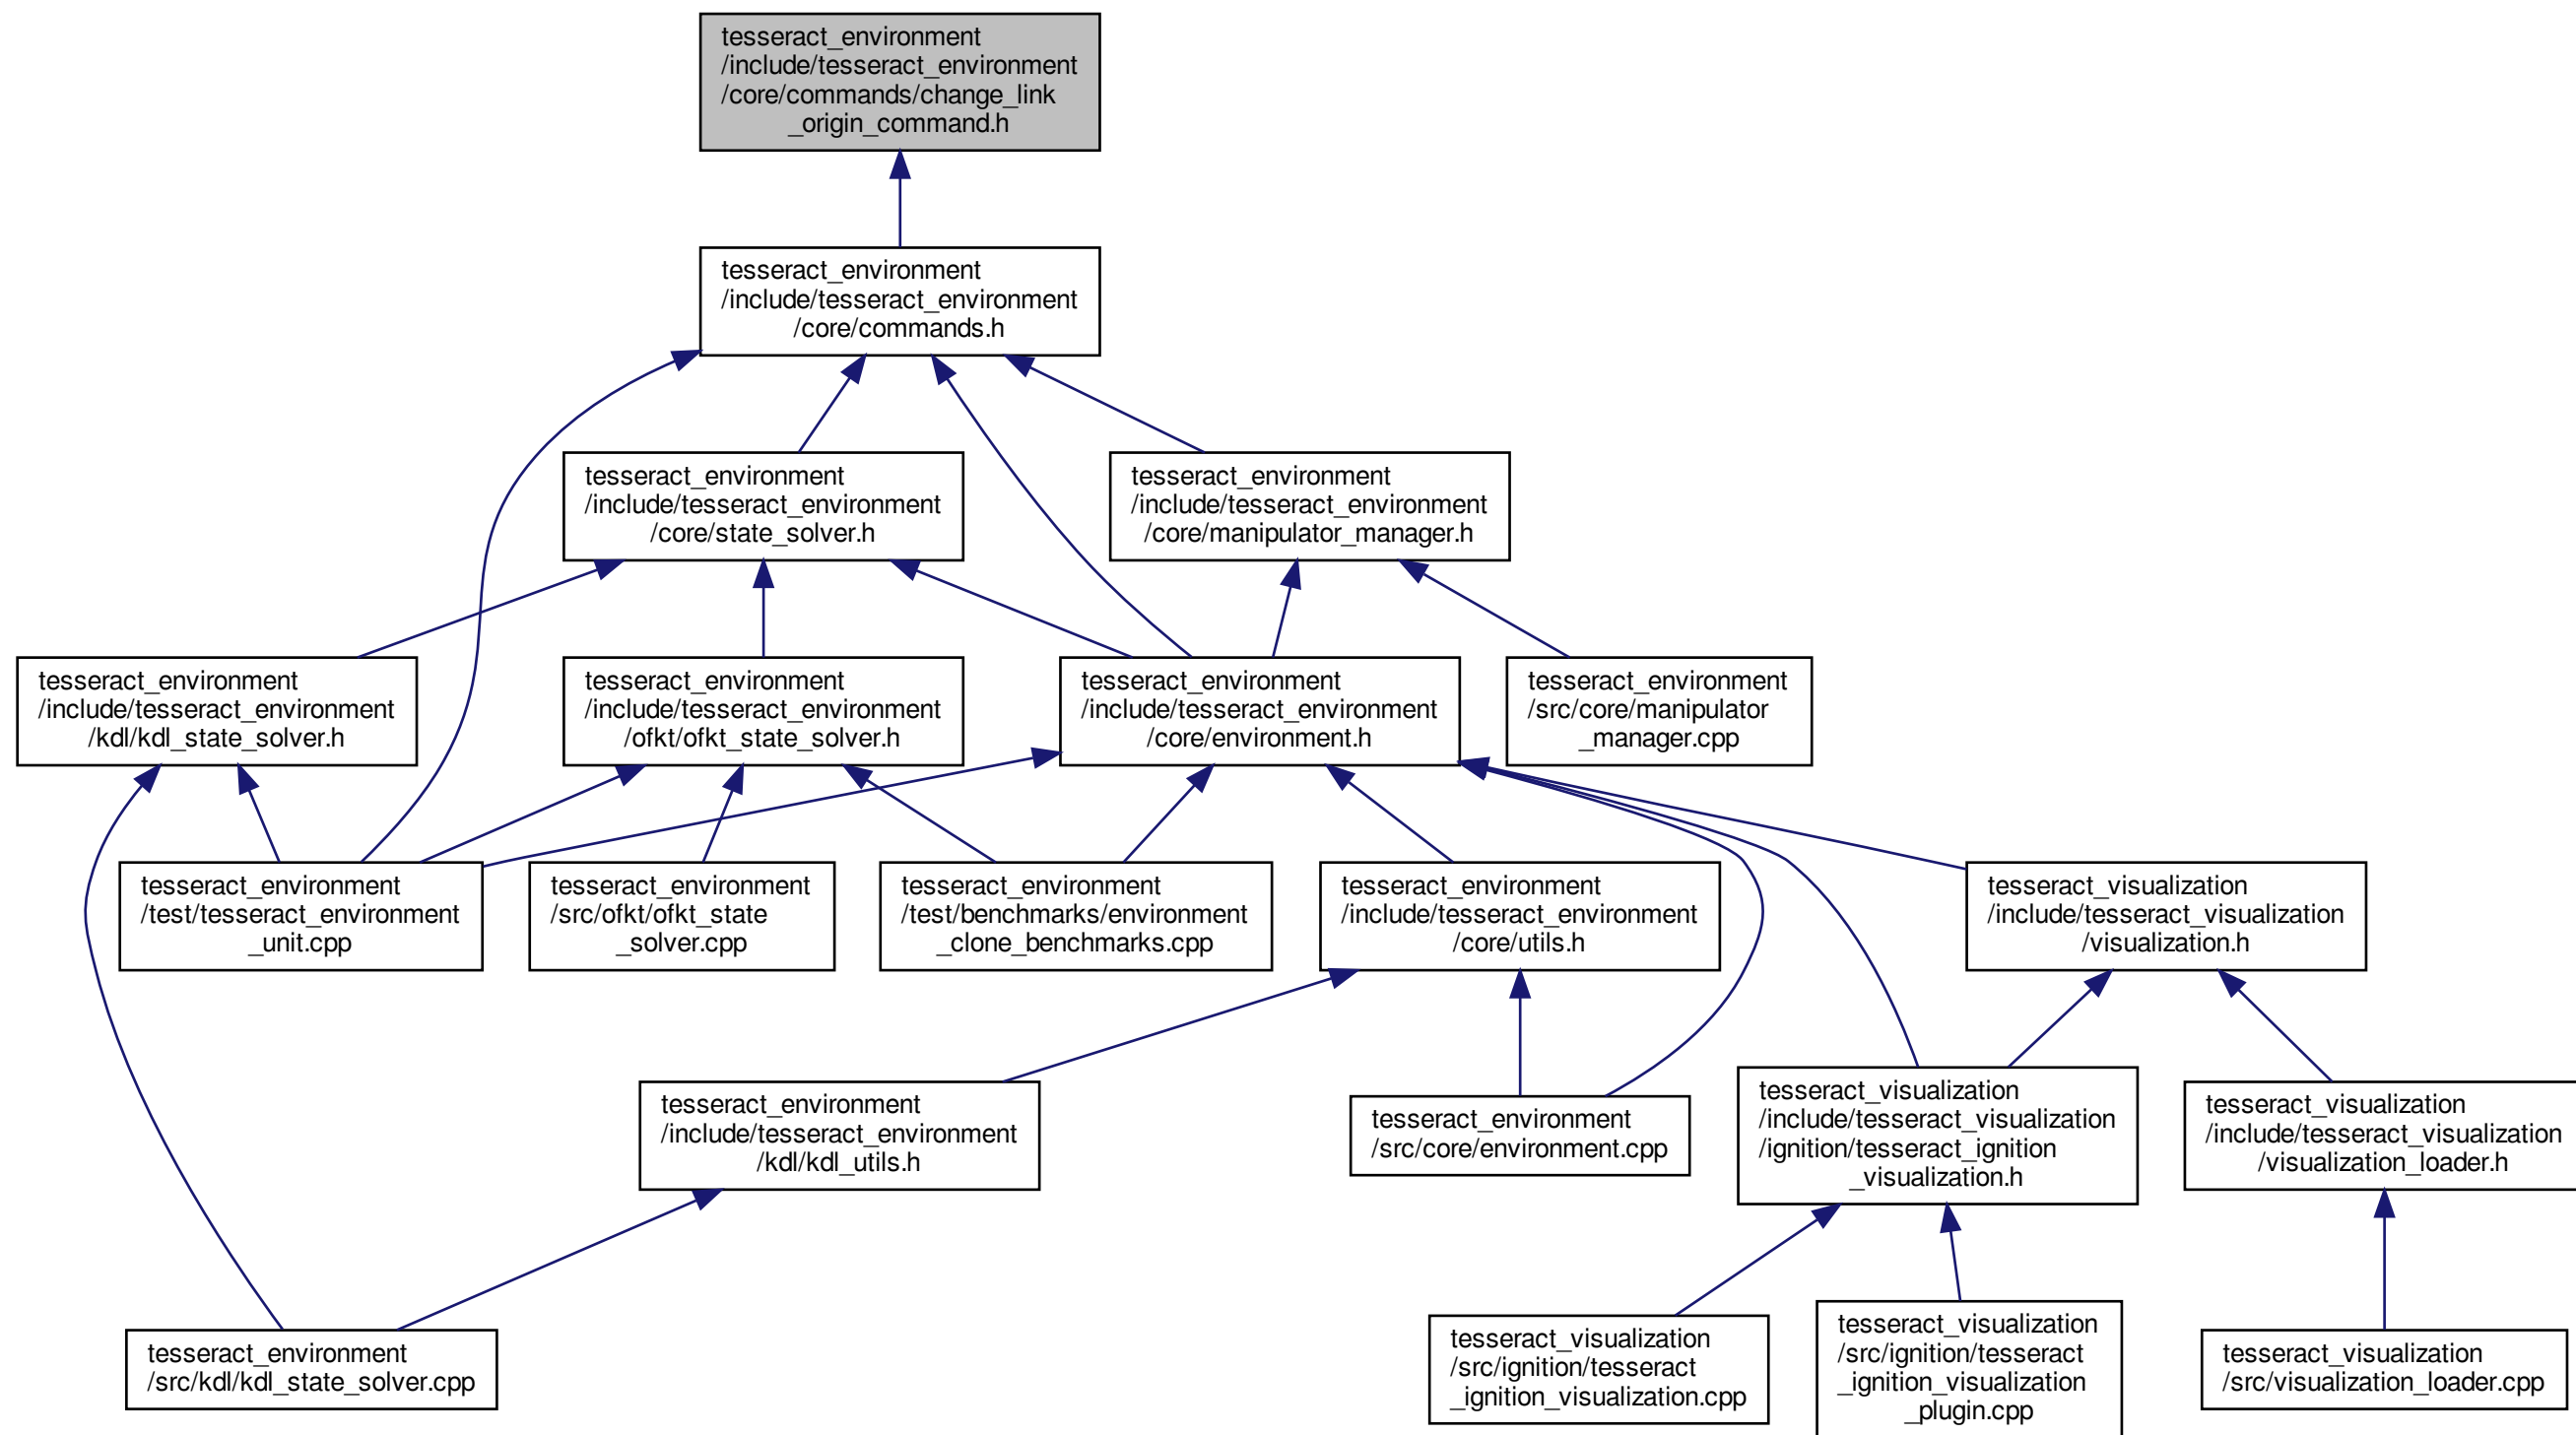 tesseract_environment
/include/tesseract_environment
/core/commands/change_link
_origin_command.h
tesseract_environment
/include/tesseract_environment
/core/commands.h
tesseract_environment
/include/tesseract_environment
/core/state_solver.h
tesseract_environment
/include/tesseract_environment
/core/manipulator_manager.h
tesseract_environment
/include/tesseract_environment
/kdl/kdl_state_solver.h
tesseract_environment
/include/tesseract_environment
/ofkt/ofkt_state_solver.h
tesseract_environment
/include/tesseract_environment
/core/environment.h
tesseract_environment
/src/core/manipulator
_manager.cpp
tesseract_environment
/test/tesseract_environment
_unit.cpp
tesseract_environment
/src/ofkt/ofkt_state
_solver.cpp
tesseract_environment
/test/benchmarks/environment
_clone_benchmarks.cpp
tesseract_environment
/include/tesseract_environment
/core/utils.h
tesseract_visualization
/include/tesseract_visualization
/visualization.h
tesseract_environment
/include/tesseract_environment
/kdl/kdl_utils.h
tesseract_environment
/src/core/environment.cpp
tesseract_visualization
/include/tesseract_visualization
/ignition/tesseract_ignition
_visualization.h
tesseract_visualization
/include/tesseract_visualization
/visualization_loader.h
tesseract_environment
/src/kdl/kdl_state_solver.cpp
tesseract_visualization
/src/ignition/tesseract
_ignition_visualization.cpp
tesseract_visualization
/src/ignition/tesseract
_ignition_visualization
_plugin.cpp
tesseract_visualization
/src/visualization_loader.cpp